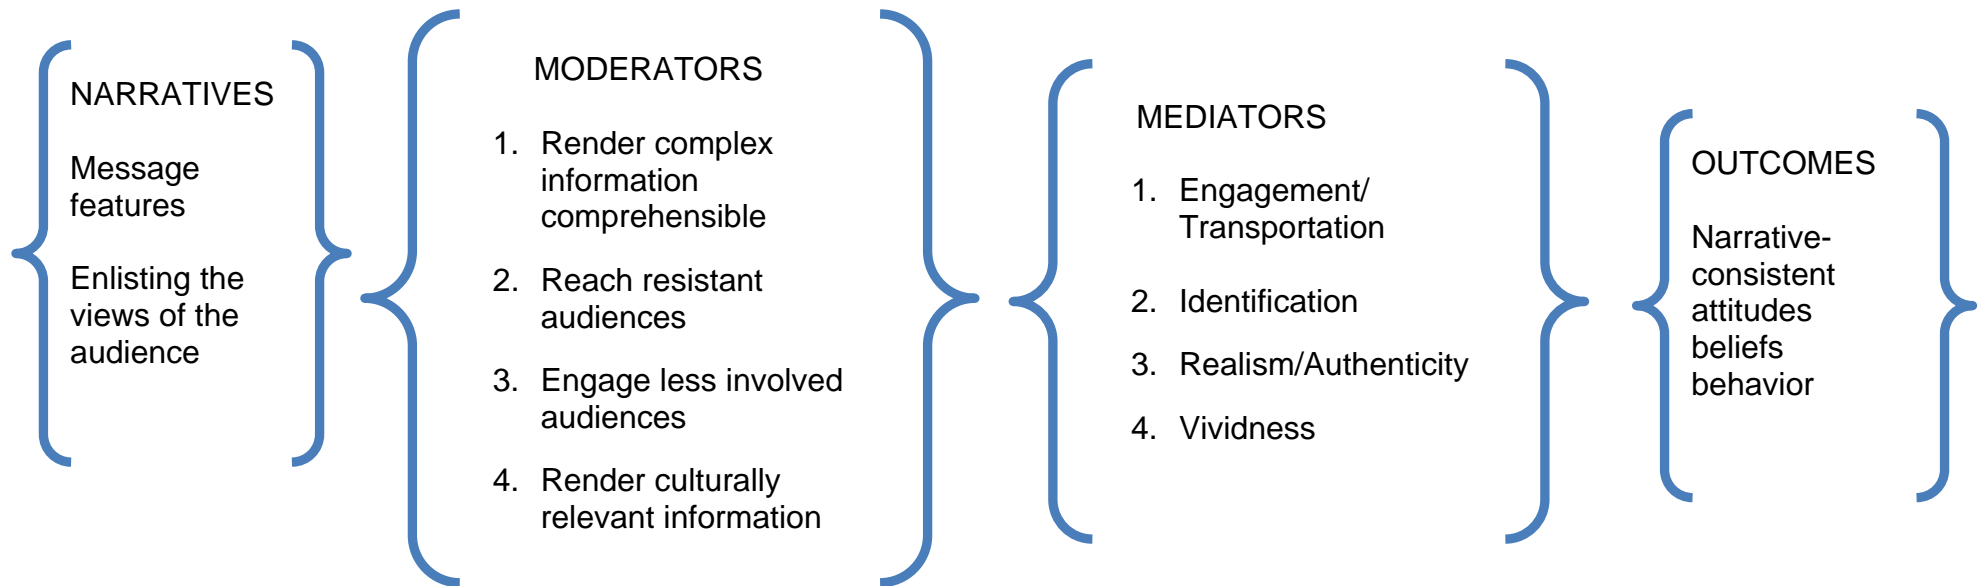 NARRATIVES
Message
features
Enlisting the
views of the
audience
MODERATORS
1. Render complex
information
comprehensible
2. Reach resistant
audiences
3. Engage less involved
audiences
4. Render culturally
relevant information
MEDIATORS
1. Engagement/
Transportation
2. Identification
3. Realism/Authenticity
4. Vividness
OUTCOMES
Narrative-
consistent
attitudes
beliefs
behavior